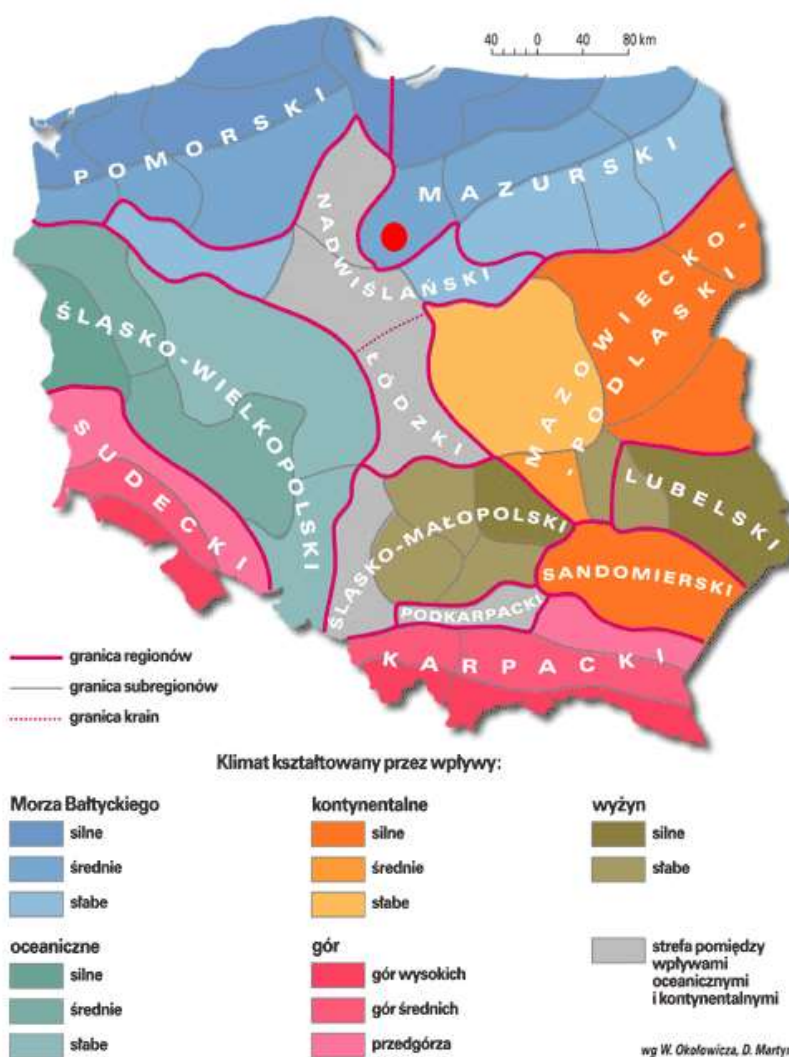 40 0 40 80 km
POMORSKI
MAZURSKI
NADWIŚLAŃSKI
MAZOWIECKO-
-PODLASKI
ŚLĄSKO-WIELKOPOLSKI
ŁÓDZKI
SUDECKI
LUBELSKI
ŚLĄSKO-MAŁOPOLSKI
SANDOMIERSKI
PODKARPACKI
KARPACKI
granica regionów
granica subregionów
granica krain
Klimat kształtowany przez wpływy:
Morza Bałtyckiego
silne
średnie
słabe
kontynentalne
silne
średnie
słabe
wyżyn
silne
słabe
oceaniczne
silne
średnie
słabe
gór
gór wysokich
gór średnich
przedgórza
strefa pomiędzy
wpływami
oceanicznymi
i kontynentalnymi
wg W. Okołowicza, D. Martyn